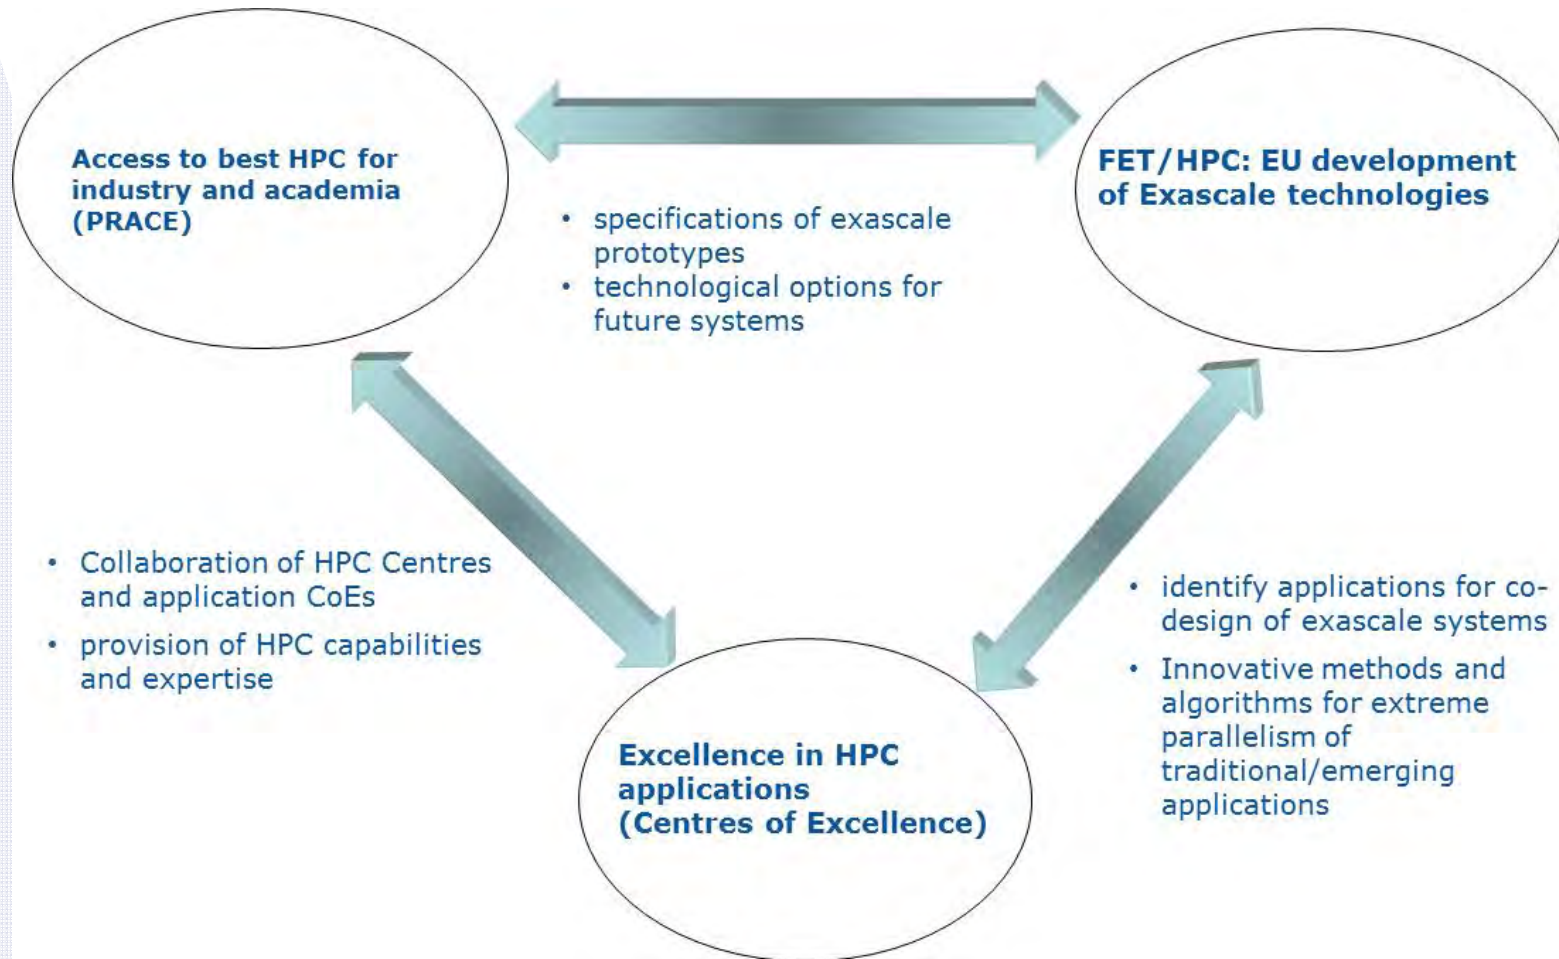 Access to best HPC for
industry and academia
(PRACE)
FET/HPC: EU development
of Exascale technologies
• specifications of exascale
prototypes
• technological options for
future systems
• Collaboration of HPC Centres
and application CoEs
• provision of HPC capabilities
and expertise
• identify applications for co-
design of exascale systems
• Innovative methods and
algorithms for extreme
parallelism of
traditional/emerging
applications
Excellence in HPC
applications
(Centres of Excellence)